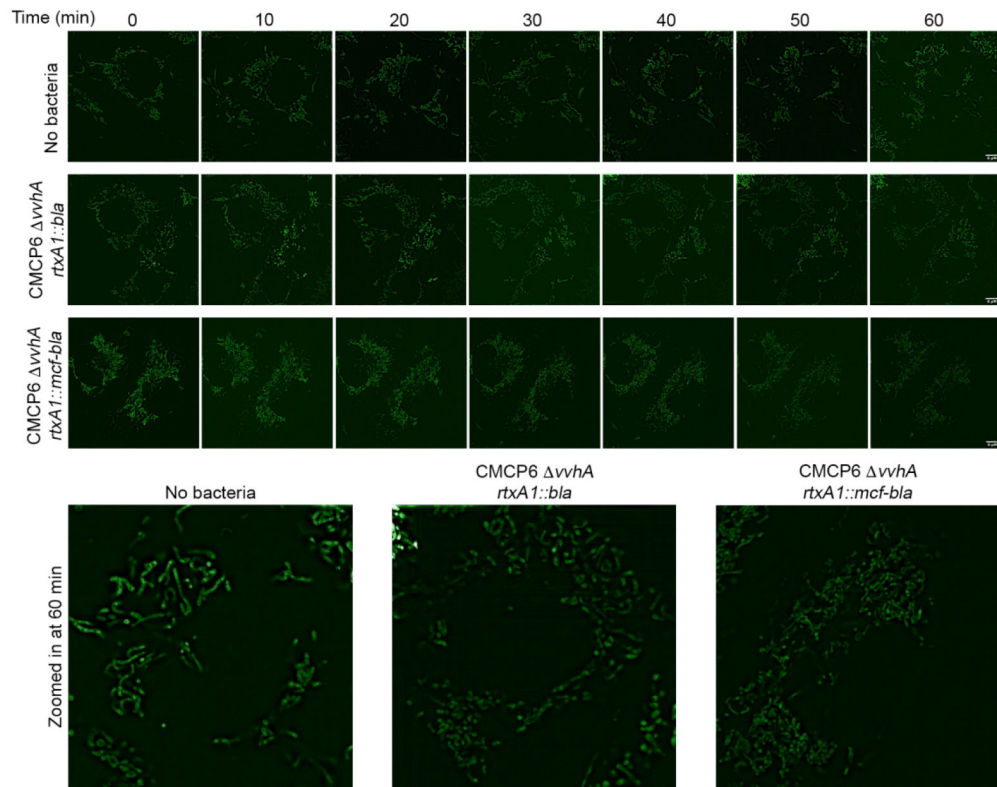 Time (min) 0 10 20 30 40 50 60
No bacteria
CMCP6 ΔvvhA
rtxA1::bla
CMCP6 ΔvvhA
rtxA1::mcf-bla
No bacteria
CMCP6 ΔvvhA
rtxA1::bla
CMCP6 ΔvvhA
rtxA1::mcf-bla
Zoomed in at 60 min